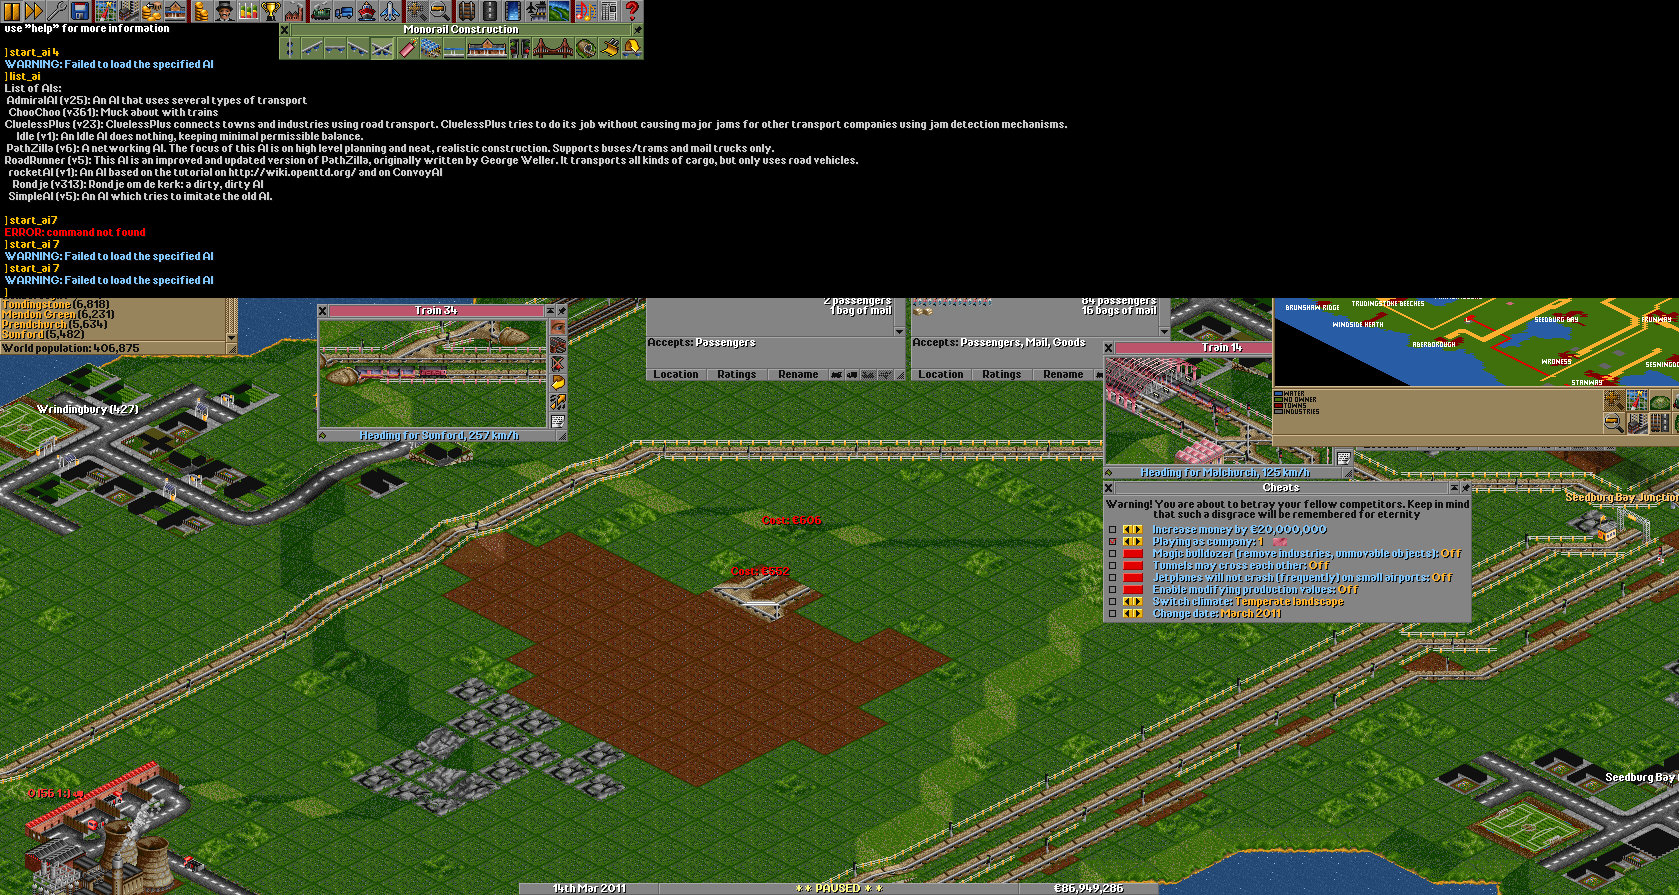 Monorail Construction
use "help" for more information
] start_ai 4
WARNING: Failed to load the specified AI
] list_ai
List of AIs:
AdmiralAI (v25): An AI that uses several types of transport
ChooChoo (v361): Muck about with trains
CluelessPlus (v23): CluelessPlus connects towns and industries using road transport. CluelessPlus tries to do its job without causing major jams for other transport companies using jam detection mechanisms.
Idle (v1): An Idle AI does nothing, keeping minimal permissible balance.
PathZilla (v6): A networking AI. The focus of this AI is on high level planning and neat, realistic construction. Supports buses/trams and mail trucks only.
RoadRunner (v5): This AI is an improved and updated version of PathZilla, originally written by George Weller. It transports all kinds of cargo, but only uses road vehicles.
rocketAI (v1): An AI based on the tutorial on http://wiki.openttd.org/ and on ConvoyAI
Rondje (v313): Rondje om de kerk: a dirty, dirty AI
SimpleAI (v5): An AI which tries to imitate the old AI.
] start_ai7
ERROR: command not found
] start_ai 7
WARNING: Failed to load the specified AI
] start_ai 7
WARNING: Failed to load the specified AI
]
Tondingstone (6,818)
Mendon Green (6,231)
Prendchurch (5,634)
Sunford (5,482)
World population: 406,875
Train 34
Heading for Sunford, 257 km/h
2 passengers
1 bag of mail
Accepts: Passengers
Location Ratings Rename
84 passengers
16 bags of mail
Accepts: Passengers, Mail, Goods
Location Ratings Rename
Train 14
Heading for Malchurch, 125 km/h
BRUNSHAW RIDGE
TRUDINGSTONE BEECHES
WINDSIDE HEATH
SEEDBURG BAY
ABERBOROUGH
WRONESS
STANWAY
WATER
NO OWNER
TOWNS
INDUSTRIES
Wrindingbury (427)
Cheats
Warning! You are about to betray your fellow competitors. Keep in mind
that such a disgrace will be remembered for eternity
Increase money by €20,000,000
Playing as company: 1
Magic bulldozer (remove industries, unmovable objects): Off
Tunnels may cross each other: Off
Jetplanes will not crash (frequently) on small airports: Off
Enable modifying production values: Off
Switch climate: Temperate landscape
Change date: March 2011
Seedburg Bay Junction
Seedburg Bay
14th Mar 2011
* * PAUSED * *
€86,949,286